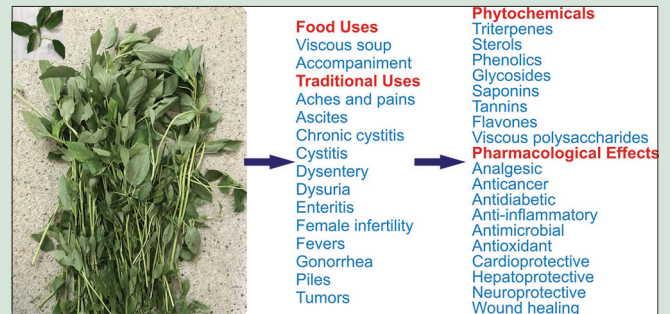 Food Uses
Viscous soup
Accompaniment
Traditional Uses
Aches and pains
Ascites
Chronic cystitis
Cystitis
Dysentery
Dysuria
Enteritis
Female infertility
Fevers
Gonorrhea
Piles
Tumors
Phytochemicals
Triterpenes
Sterols
Phenolics
Glycosides
Saponins
Tannins
Flavones
Viscous polysaccharides
Pharmacological Effects
Analgesic
Anticancer
Antidiabetic
Anti-inflammatory
Antimicrobial
Antioxidant
Cardioprotective
Hepatoprotective
Neuroprotective
Wound healing